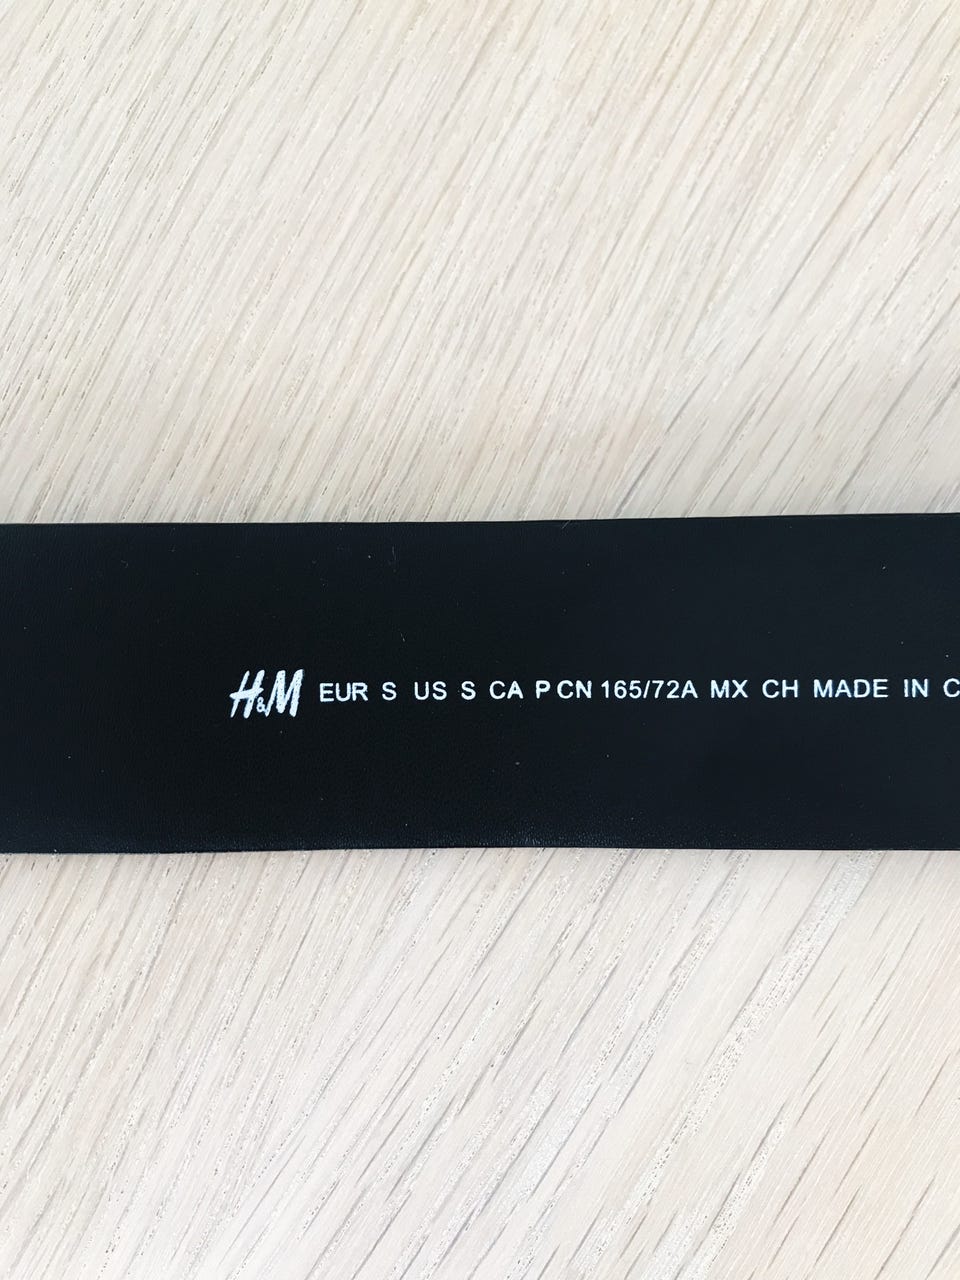 H&M EUR S US S CA P CN 165/72A MX CH MADE IN